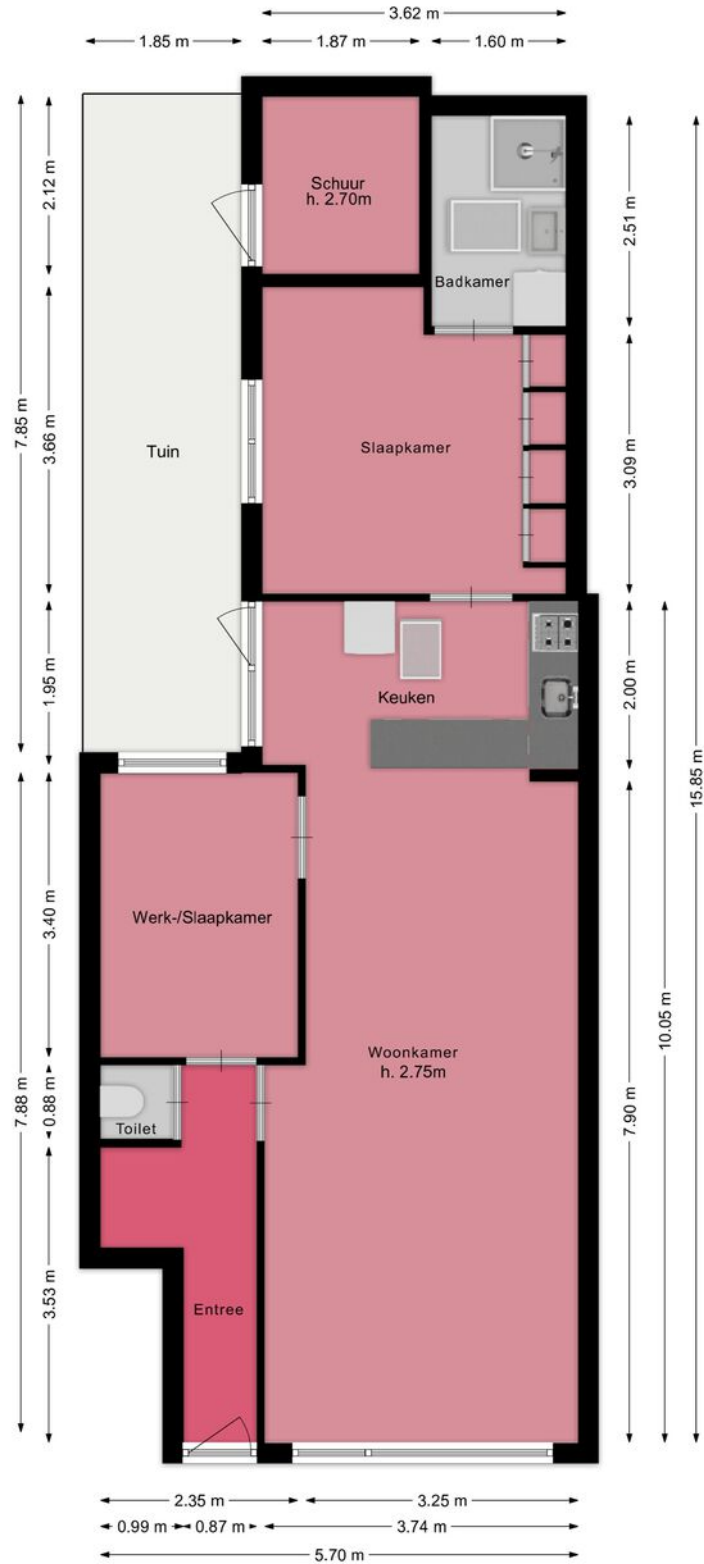 3.62 m
1.85 m
1.87 m
1.60 m
7.85 m
2.12 m
3.66 m
1.95 m
7.88 m
3.40 m
0.88 m
3.53 m
Schuur
h. 2.70m
Badkamer
Tuin
Slaapkamer
Keuken
Werk-/Slaapkamer
Woonkamer
h. 2.75m
Toilet
Entree
2.51 m
3.09 m
2.00 m
7.90 m
10.05 m
15.85 m
2.35 m
3.25 m
0.99 m
0.87 m
3.74 m
5.70 m